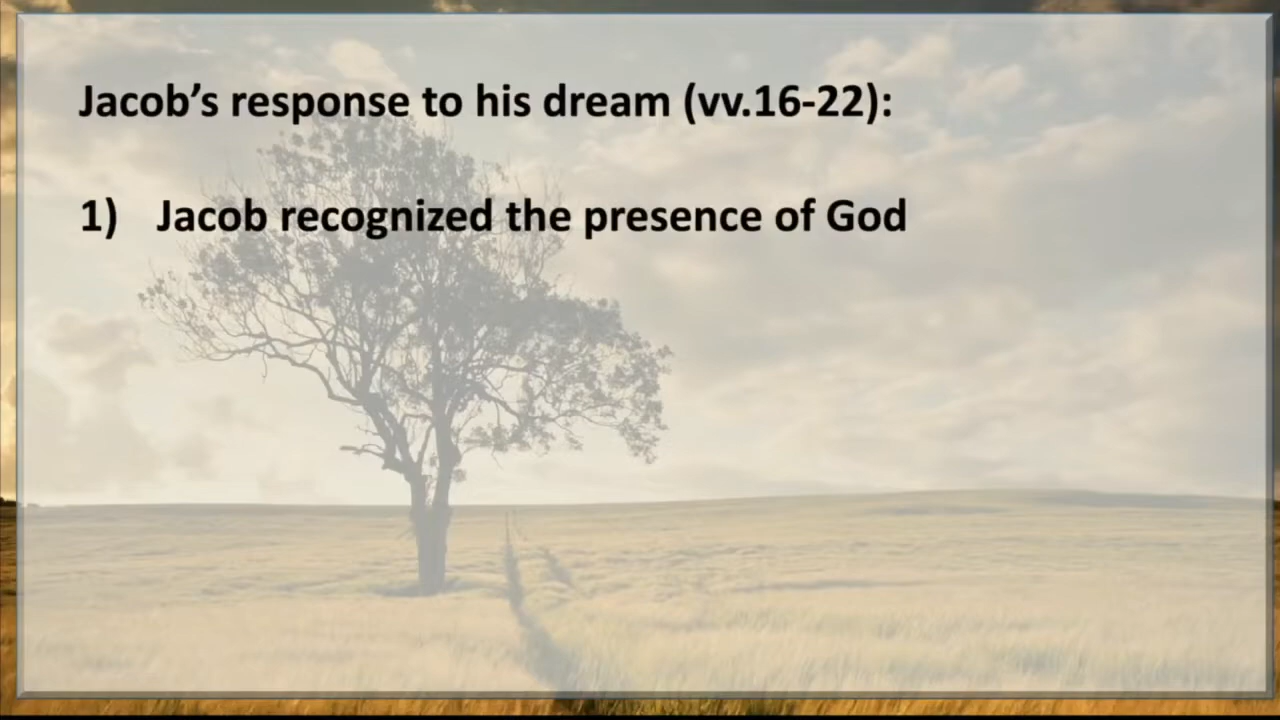 Jacob’s response to his dream (vv.16-22):
1) Jacob recognized the presence of God